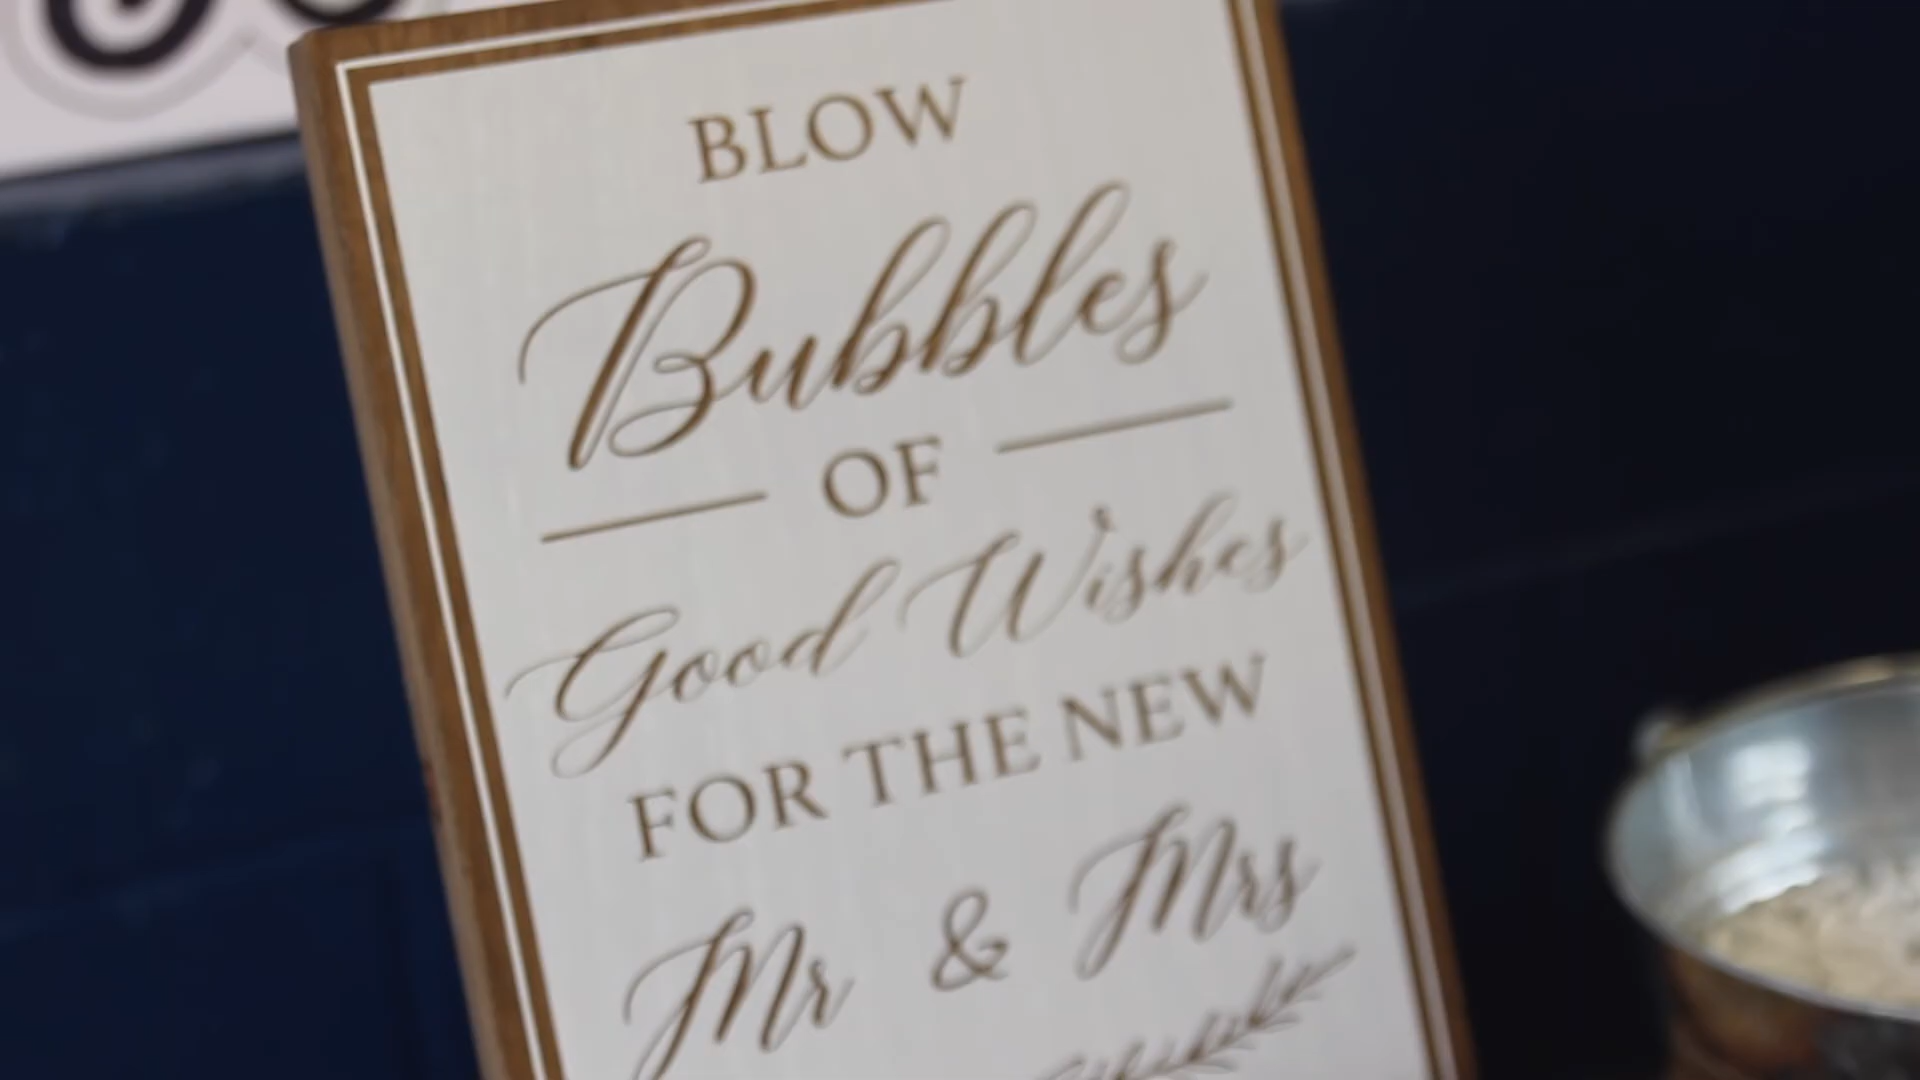 BLOW
Bubbles
OF
Good Wishes
FOR THE NEW
Mr & Mrs